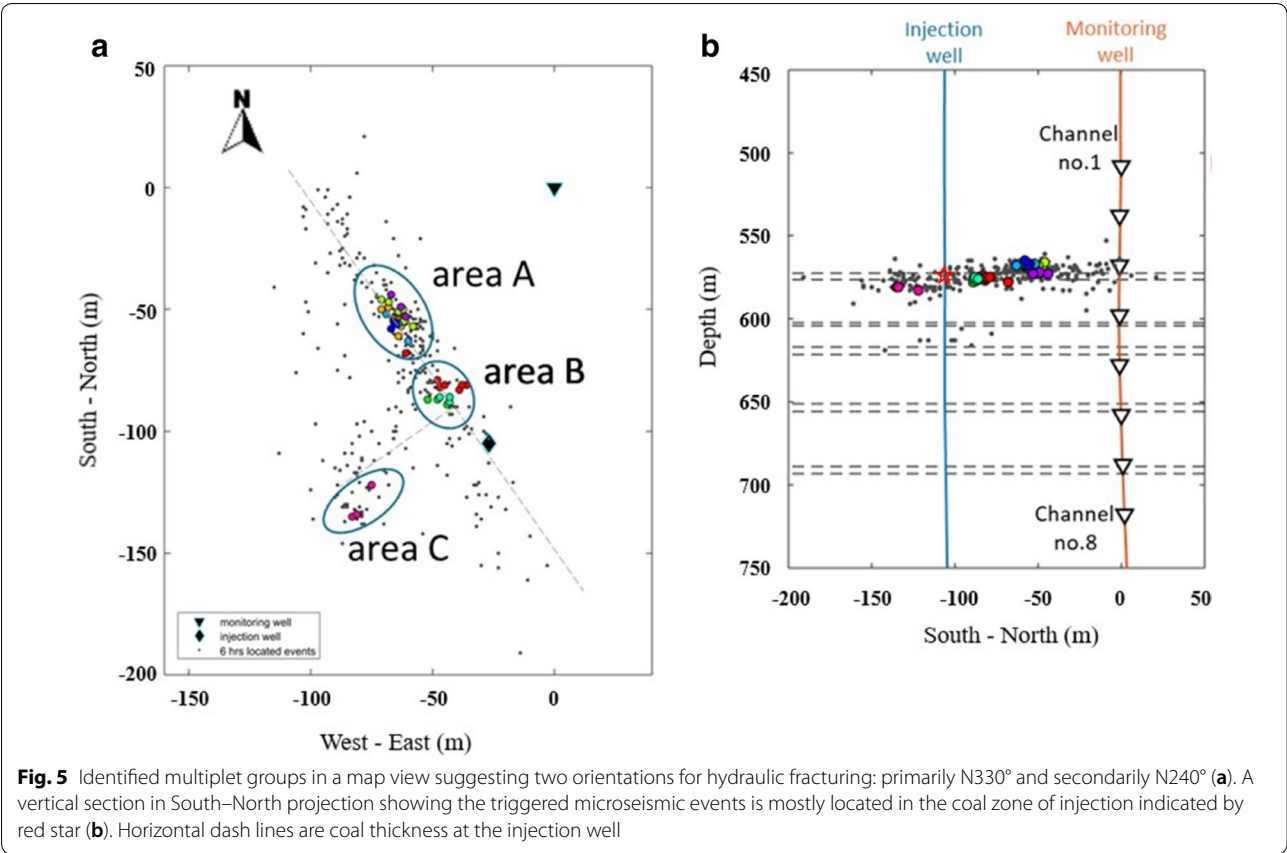 a
50
0
-50
-100
-150
-200
South - North (m)
N
area A
area B
area C
monitoring well
injection well
6 hrs located events
-150
-100
-50
0
West - East (m)
b
Injection
well
Monitoring
well
450
500
550
600
650
700
750
Depth (m)
Channel
no.1
Channel
no.8
-200
-150
-100
-50
0
50
South - North (m)
Fig. 5 Identified multiplet groups in a map view suggesting two orientations for hydraulic fracturing: primarily N330° and secondarily N240° (a). A
vertical section in South–North projection showing the triggered microseismic events is mostly located in the coal zone of injection indicated by
red star (b). Horizontal dash lines are coal thickness at the injection well